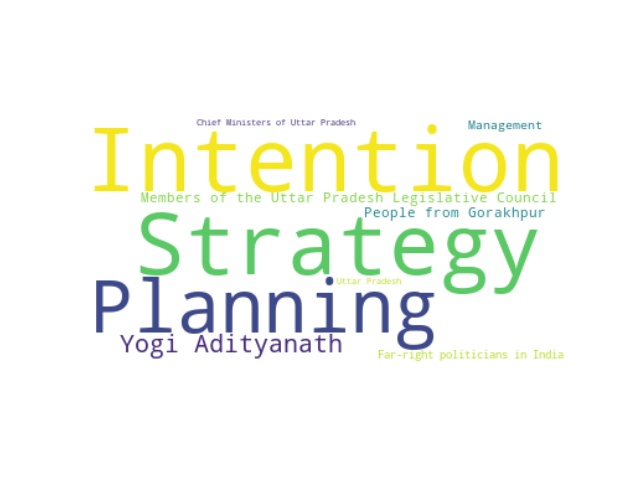 Chief Ministers of Uttar Pradesh
Management
Intention
Members of the Uttar Pradesh Legislative Council
People from Gorakhpur
Strategy
Uttar Pradesh
Planning
Yogi Adityanath
Far-right politicians in India